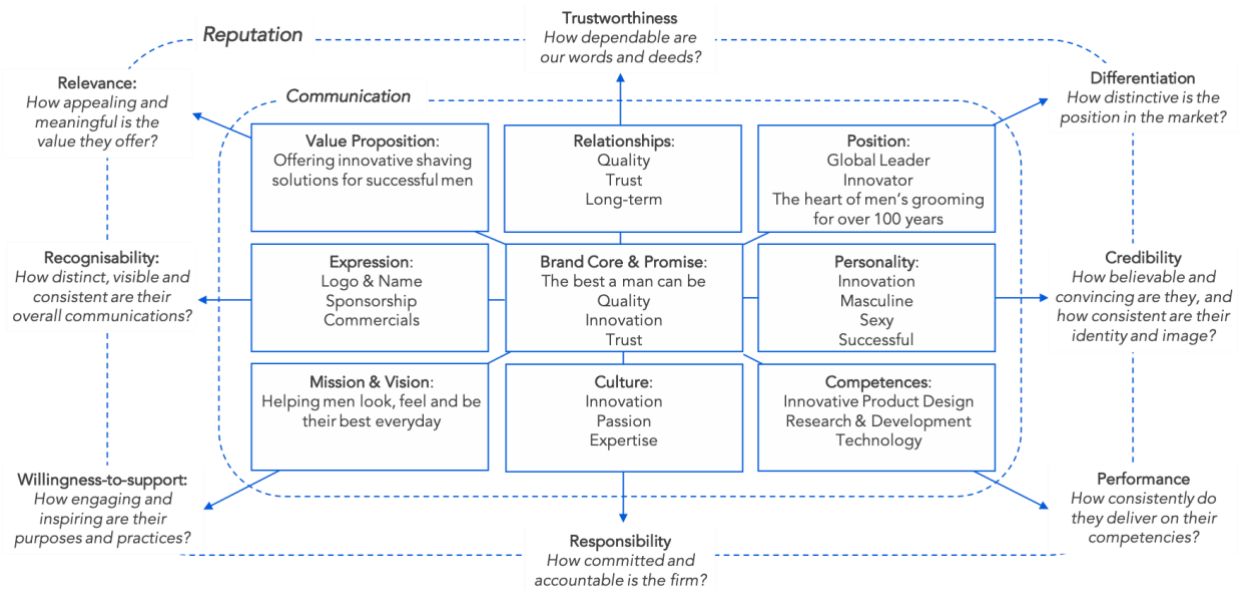 Trustworthiness
How dependable are
our words and deeds?
Reputation
Relevance:
How appealing and
meaningful is the
value they offer?
Differentiation
How distinctive is the
position in the market?
Communication
Value Proposition:
Offering innovative shaving
solutions for successful men
Relationships:
Quality
Trust
Long-term
Position:
Global Leader
Innovator
The heart of men's grooming
for over 100 years
Recognisability:
How distinct, visible and
consistent are their
overall communications?
Expression:
Logo & Name
Sponsorship
Commercials
Brand Core & Promise:
The best a man can be
Quality
Innovation
Trust
Personality:
Innovation
Masculine
Sexy
Successful
Credibility
How believable and
convincing are they, and
how consistent are their
identity and image?
Mission & Vision:
Helping men look, feel and be
their best everyday
Culture:
Innovation
Passion
Expertise
Competences:
Innovative Product Design
Research & Development
Technology
Willingness-to-support:
How engaging and
inspiring are their
purposes and practices?
Responsibility
How committed and
accountable is the firm?
Performance
How consistently do
they deliver on their
competencies?